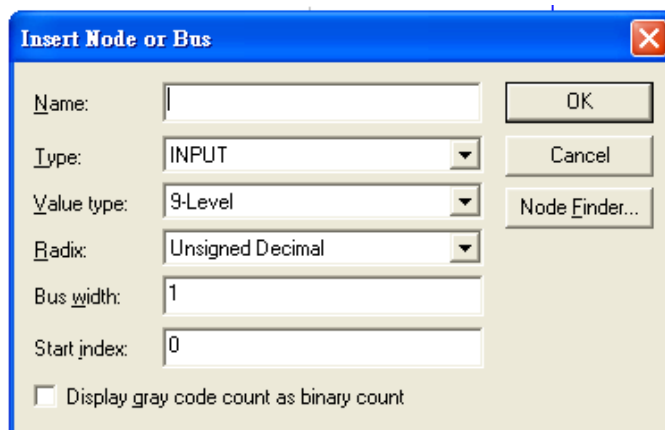 Insert Node or Bus
Name:
OK
Type: INPUT
Cancel
Value type: 9-Level
Node Finder...
Radix: Unsigned Decimal
Bus width: 1
Start index: 0
Display gray code count as binary count